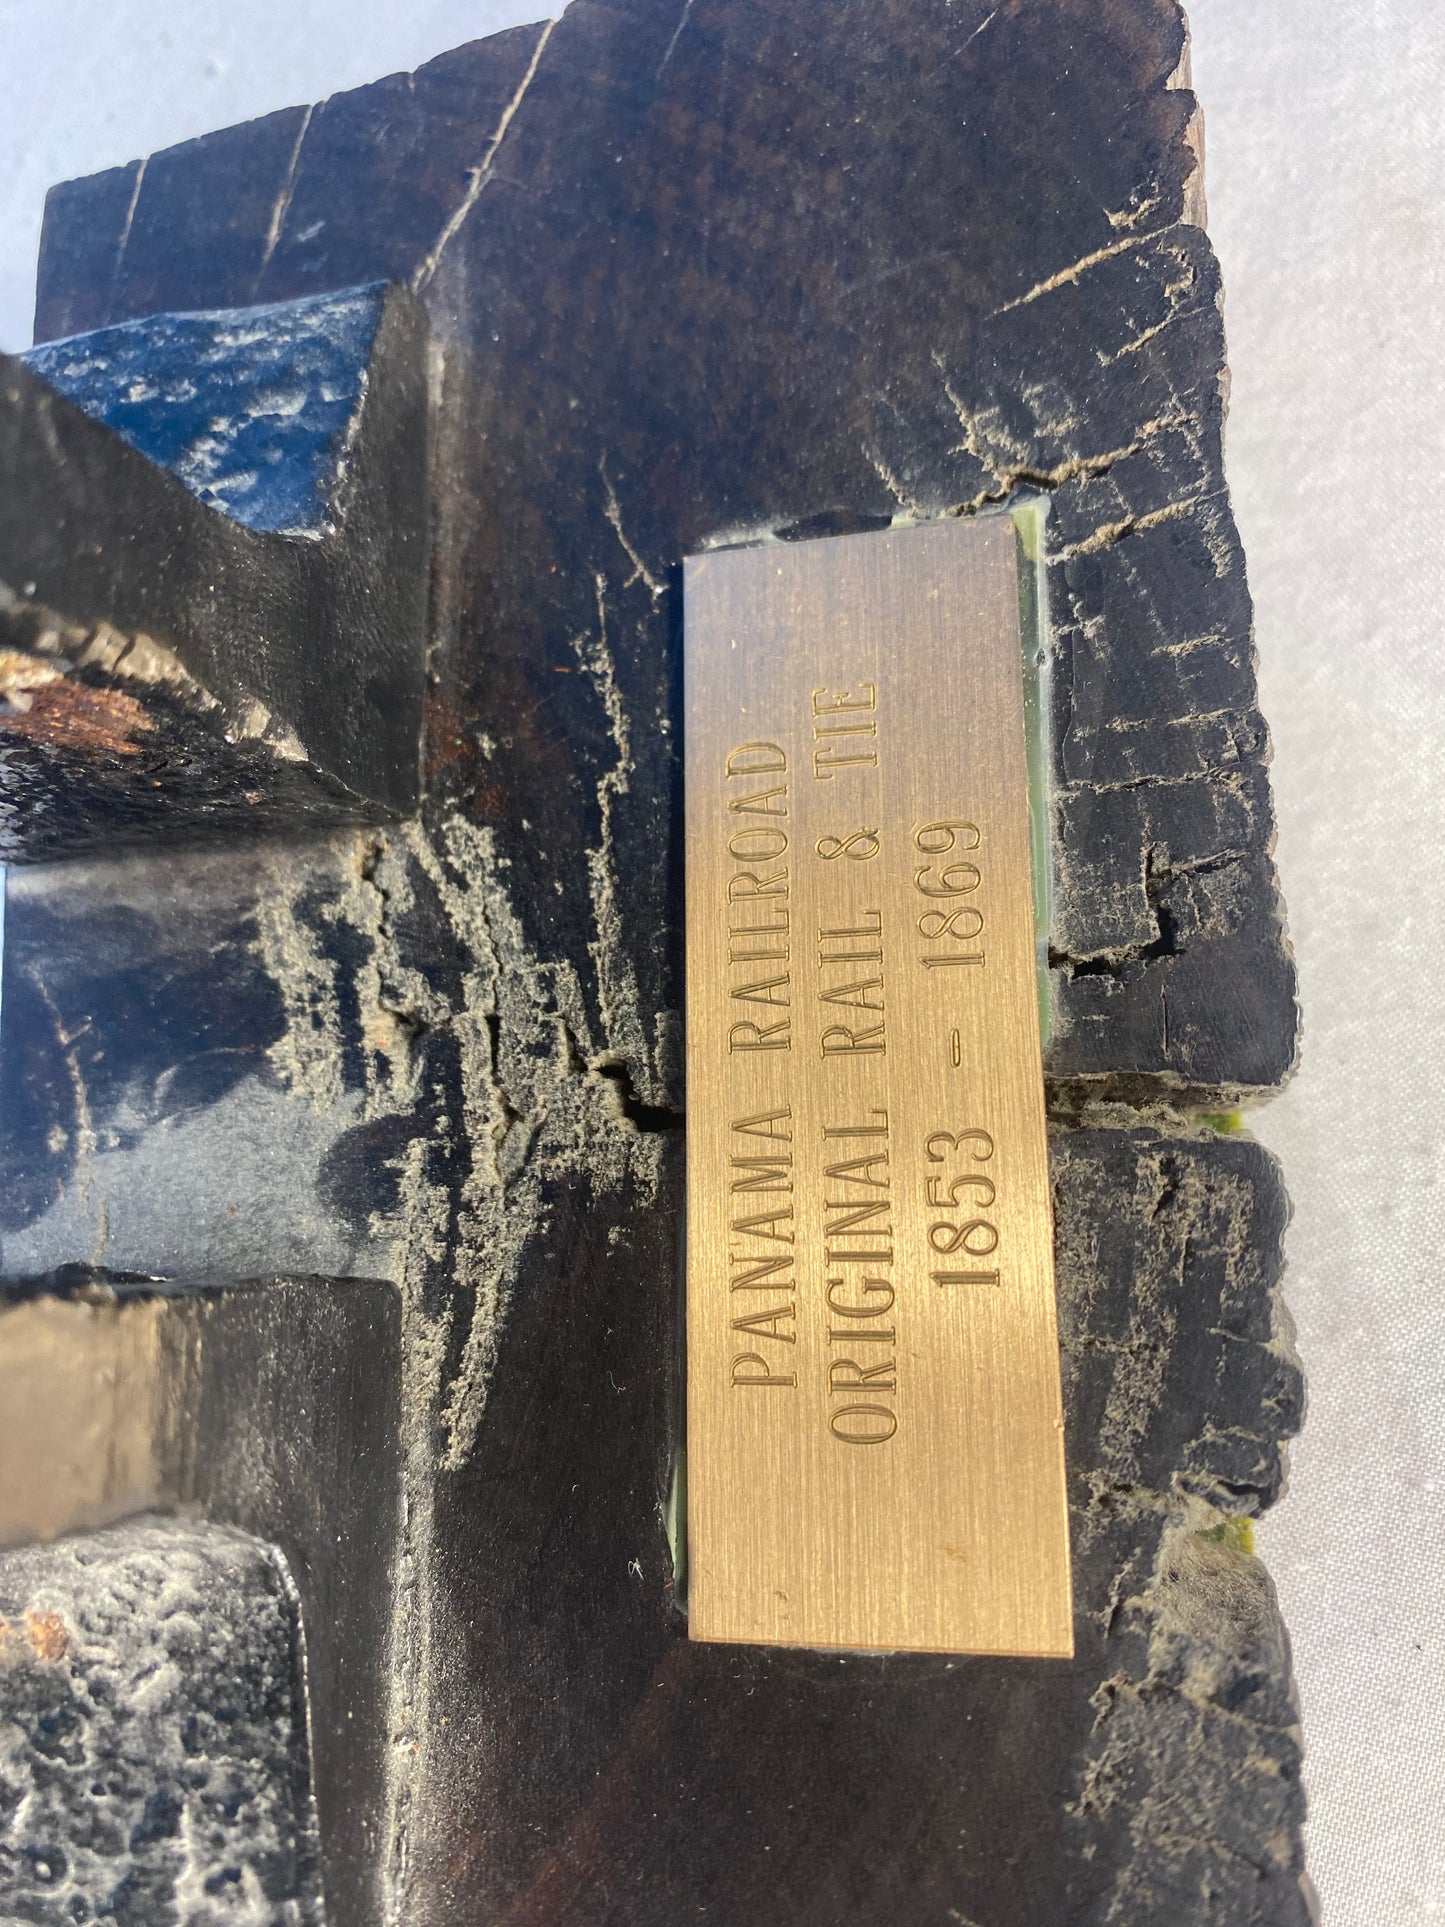 PANAMA RAILROAD
ORIGINAL RAIL & TIE
1853 - 1869